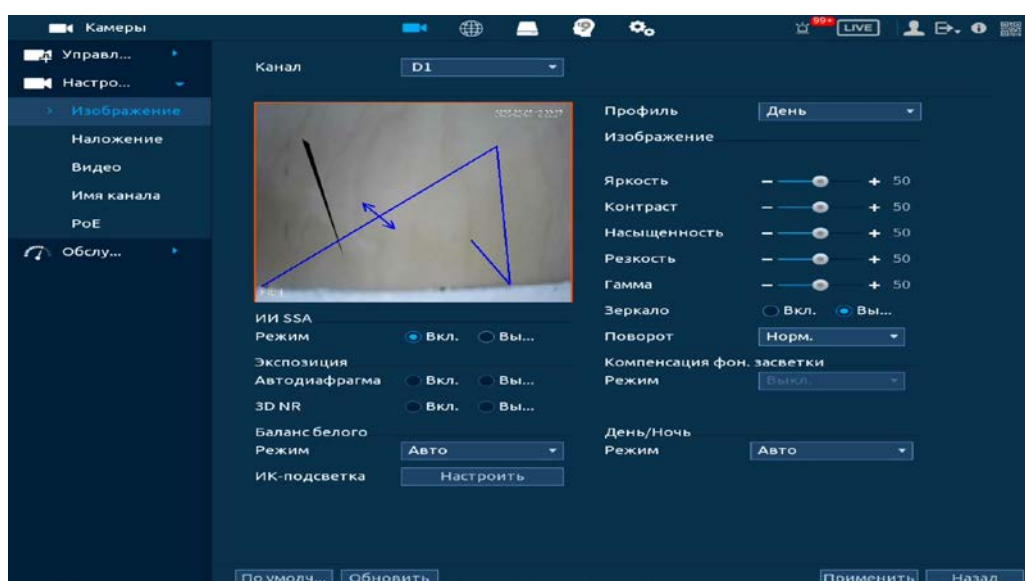 Камеры 99+ LIVE
Управл...
Настро...
Изображение
Наложение
Видео
Имя канала
PoE
Обслу...
Канал D1
ИИ SSA
Режим Вкл. Вы...
Экспозиция
Автодиафрагма Вкл. Вы...
3D NR Вкл. Вы...
Баланс белого
Режим Авто
ИК-подсветка Настроить
Профиль День
Изображение
Яркость 50
Контраст 50
Насыщенность 50
Резкость 50
Гамма 50
Зеркало Вкл. Вы...
Поворот Норм.
Компенсация фон. засветки
Режим Выкл.
День/Ночь
Режим Авто
По умолч... Обновить Применить Назад